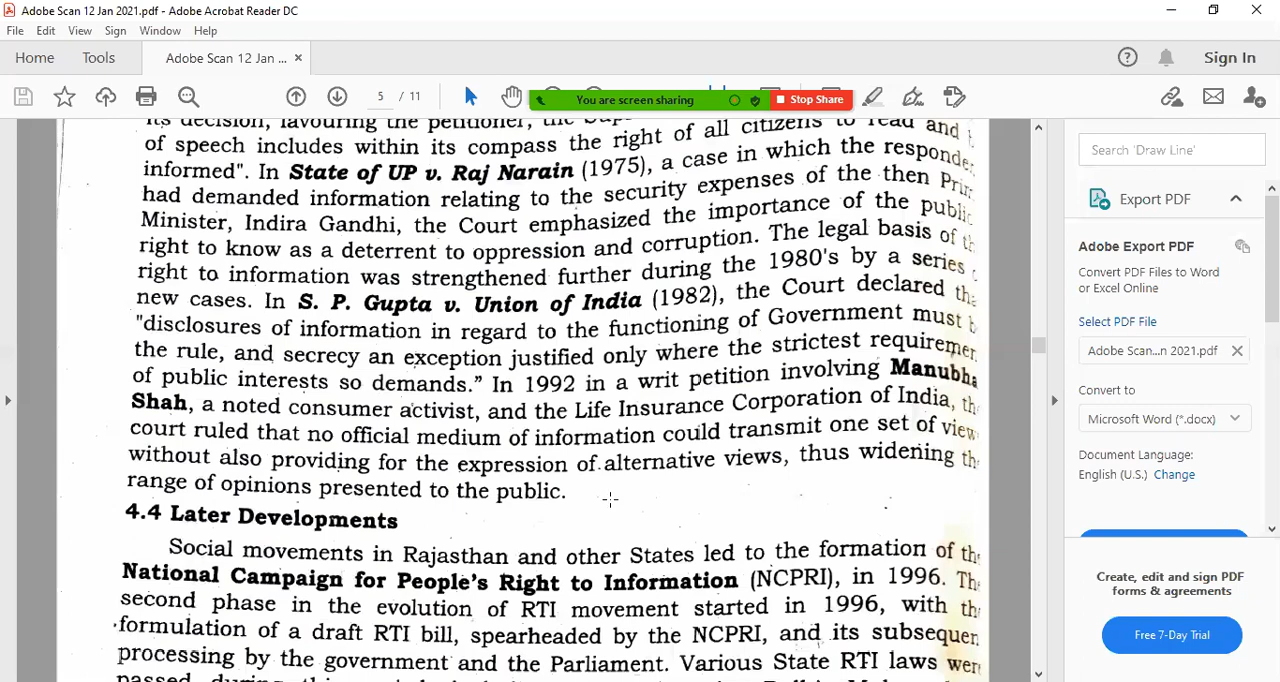 Adobe Scan 12 Jan 2021.pdf - Adobe Acrobat Reader DC
File Edit View Sign Window Help
Home Tools Adobe Scan 12 Jan ... ×
Sign In
5 / 11
You are screen sharing Stop Share
its decision, favouring the petitioner, the
of speech includes within its compass the right of all citizens to read and
informed". In State of UP v. Raj Narain (1975), a case in which the
had demanded information relating to the security expenses of the then
Minister, Indira Gandhi, the Court emphasized the importance of the
right to know as a deterrent to oppression and corruption. The legal basis of
right to information was strengthened further during the 1980's by a series
new cases. In S. P. Gupta v. Union of India (1982), the Court declared
"disclosures of information in regard to the functioning of Government must
the rule, and secrecy an exception justified only where the strictest
of public interests so demands." In 1992 in a writ petition involving
Shah, a noted consumer activist, and the Life Insurance Corporation of India,
court ruled that no official medium of information could transmit one set of
without also providing for the expression of alternative views, thus widening
range of opinions presented to the public.
4.4 Later Developments
Social movements in Rajasthan and other States led to the formation of
National Campaign for People's Right to Information (NCPRI), in 1996.
second phase in the evolution of RTI movement started in 1996, with
formulation of a draft RTI bill, spearheaded by the NCPRI, and its
processing by the government and the Parliament. Various State RTI laws
Search 'Draw Line'
Export PDF
Adobe Export PDF
Convert PDF Files to Word
or Excel Online
Select PDF File
Adobe Scan...n 2021.pdf ×
Convert to
Microsoft Word (*.docx)
Document Language:
English (U.S.) Change
Create, edit and sign PDF
forms & agreements
Free 7-Day Trial